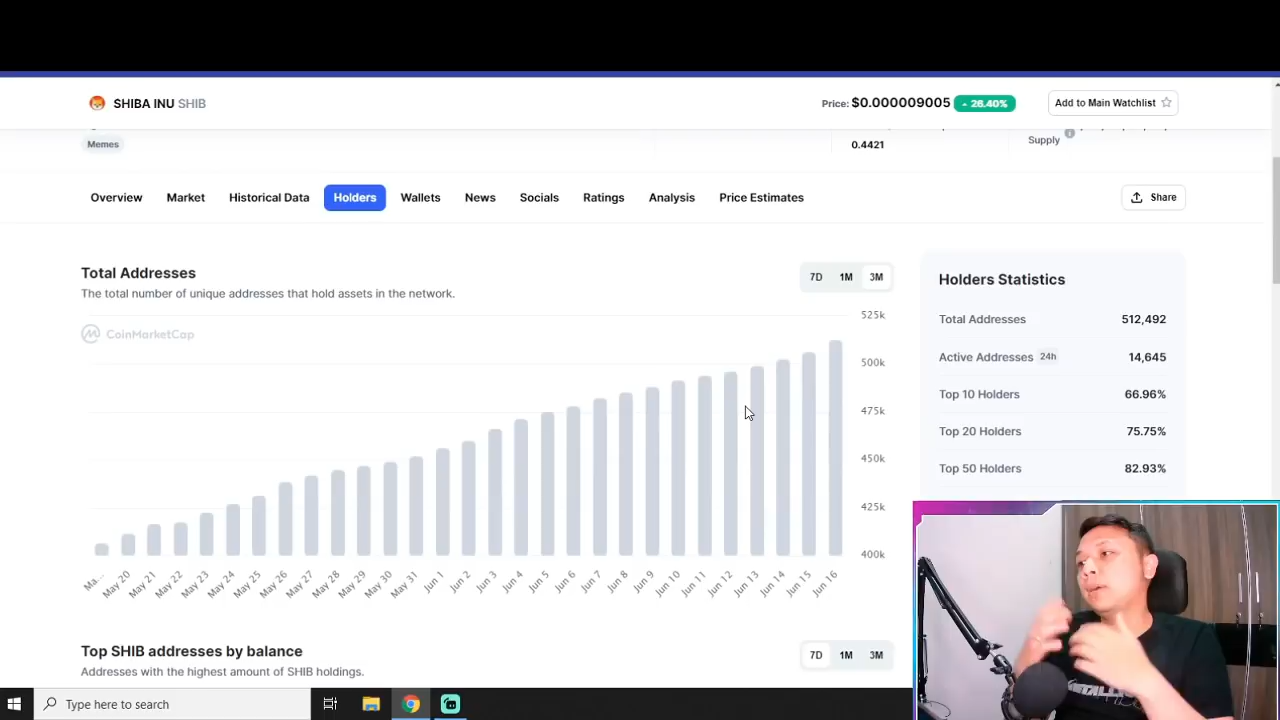 SHIBA INU SHIB
Price: $0.000009005 26.40%
Add to Main Watchlist
Memes
0.4421
Supply
Overview Market Historical Data Holders Wallets News Socials Ratings Analysis Price Estimates
Share
Total Addresses
The total number of unique addresses that hold assets in the network.
7D 1M 3M
CoinMarketCap
525k
500k
475k
450k
425k
400k
Ma... May 20 May 21 May 22 May 23 May 24 May 25 May 26 May 27 May 28 May 29 May 30 May 31 Jun 1 Jun 2 Jun 3 Jun 4 Jun 5 Jun 6 Jun 7 Jun 8 Jun 9 Jun 10 Jun 11 Jun 12 Jun 13 Jun 14 Jun 15 Jun 16
Holders Statistics
Total Addresses 512,492
Active Addresses 24h 14,645
Top 10 Holders 66.96%
Top 20 Holders 75.75%
Top 50 Holders 82.93%
Top SHIB addresses by balance
Addresses with the highest amount of SHIB holdings.
7D 1M 3M
Type here to search